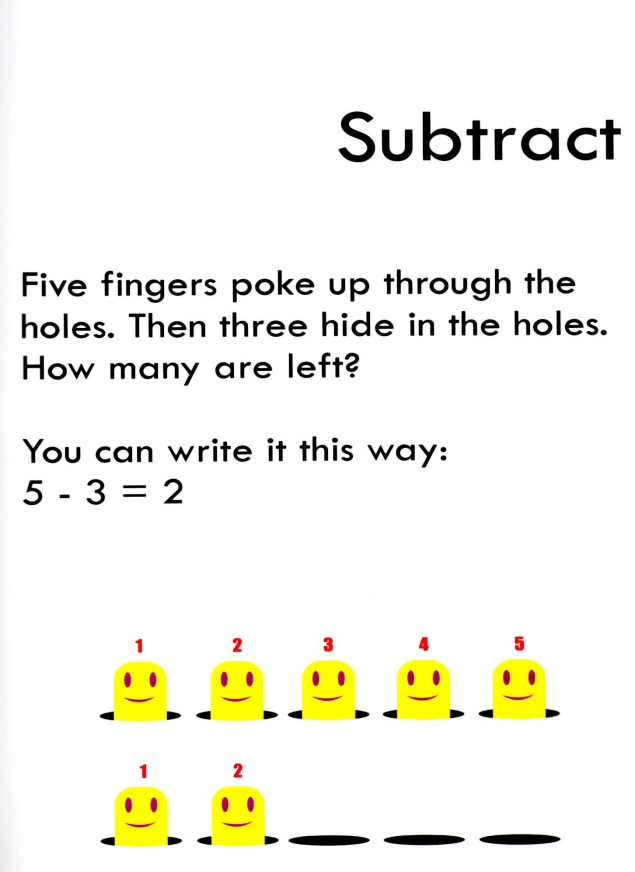 Subtract
Five fingers poke up through the
holes. Then three hide in the holes.
How many are left?
You can write it this way:
5 - 3 = 2
1 2 3 4 5
1 2